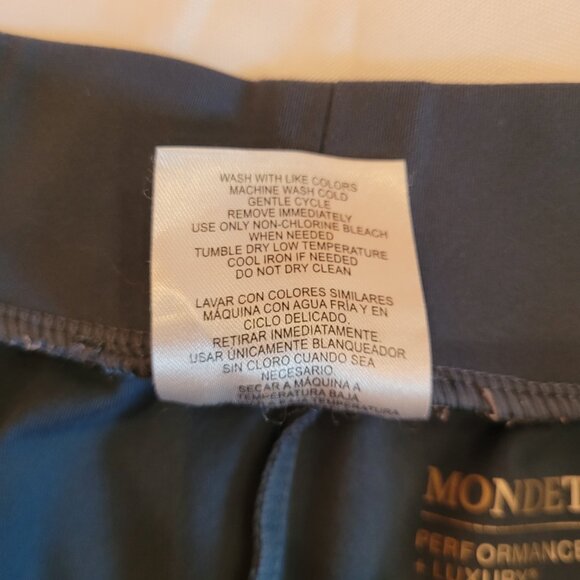 WASH WITH LIKE COLORS
MACHINE WASH COLD
GENTLE CYCLE
REMOVE IMMEDIATELY
USE ONLY NON-CHLORINE BLEACH
WHEN NEEDED
TUMBLE DRY LOW TEMPERATURE
COOL IRON IF NEEDED
DO NOT DRY CLEAN
LAVAR CON COLORES SIMILARES
MÁQUINA CON AGUA FRÍA Y EN
CICLO DELICADO.
RETIRAR INMEDIATAMENTE.
USAR ÚNICAMENTE BLANQUEADOR
SIN CLORO CUANDO SEA
NECESARIO
SECAR A MÁQUINA A
TEMPERATURA BAJA
TEMPERATURA
MONDET
PERFORMANCE
+ LUXURY